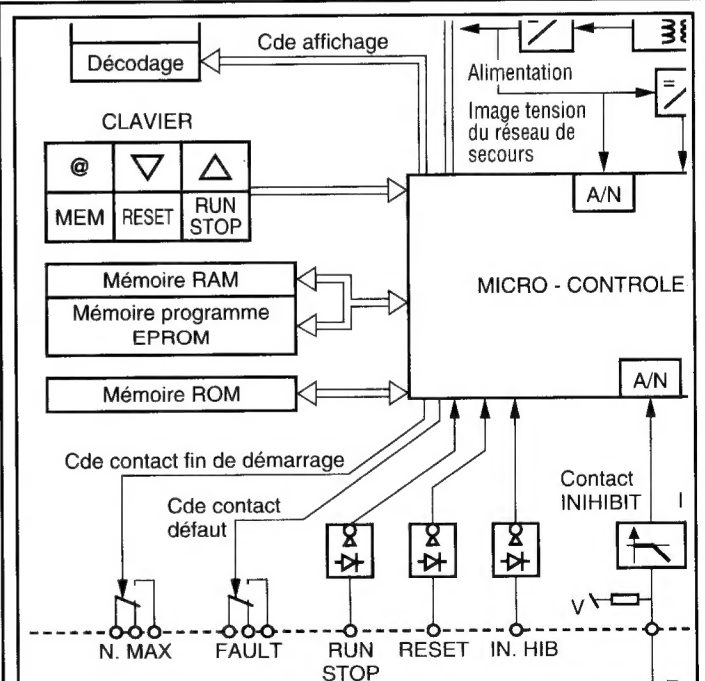 Cde affichage
Décodage
Alimentation
Image tension
du réseau de
secours
CLAVIER
@
MEM
RESET
RUN
STOP
A/N
Mémoire RAM
Mémoire programme
EPROM
MICRO - CONTROLE
Mémoire ROM
A/N
Cde contact fin de démarrage
Cde contact
défaut
Contact
INIHIBIT
I
V
N. MAX
FAULT
RUN
STOP
RESET
IN. HIB